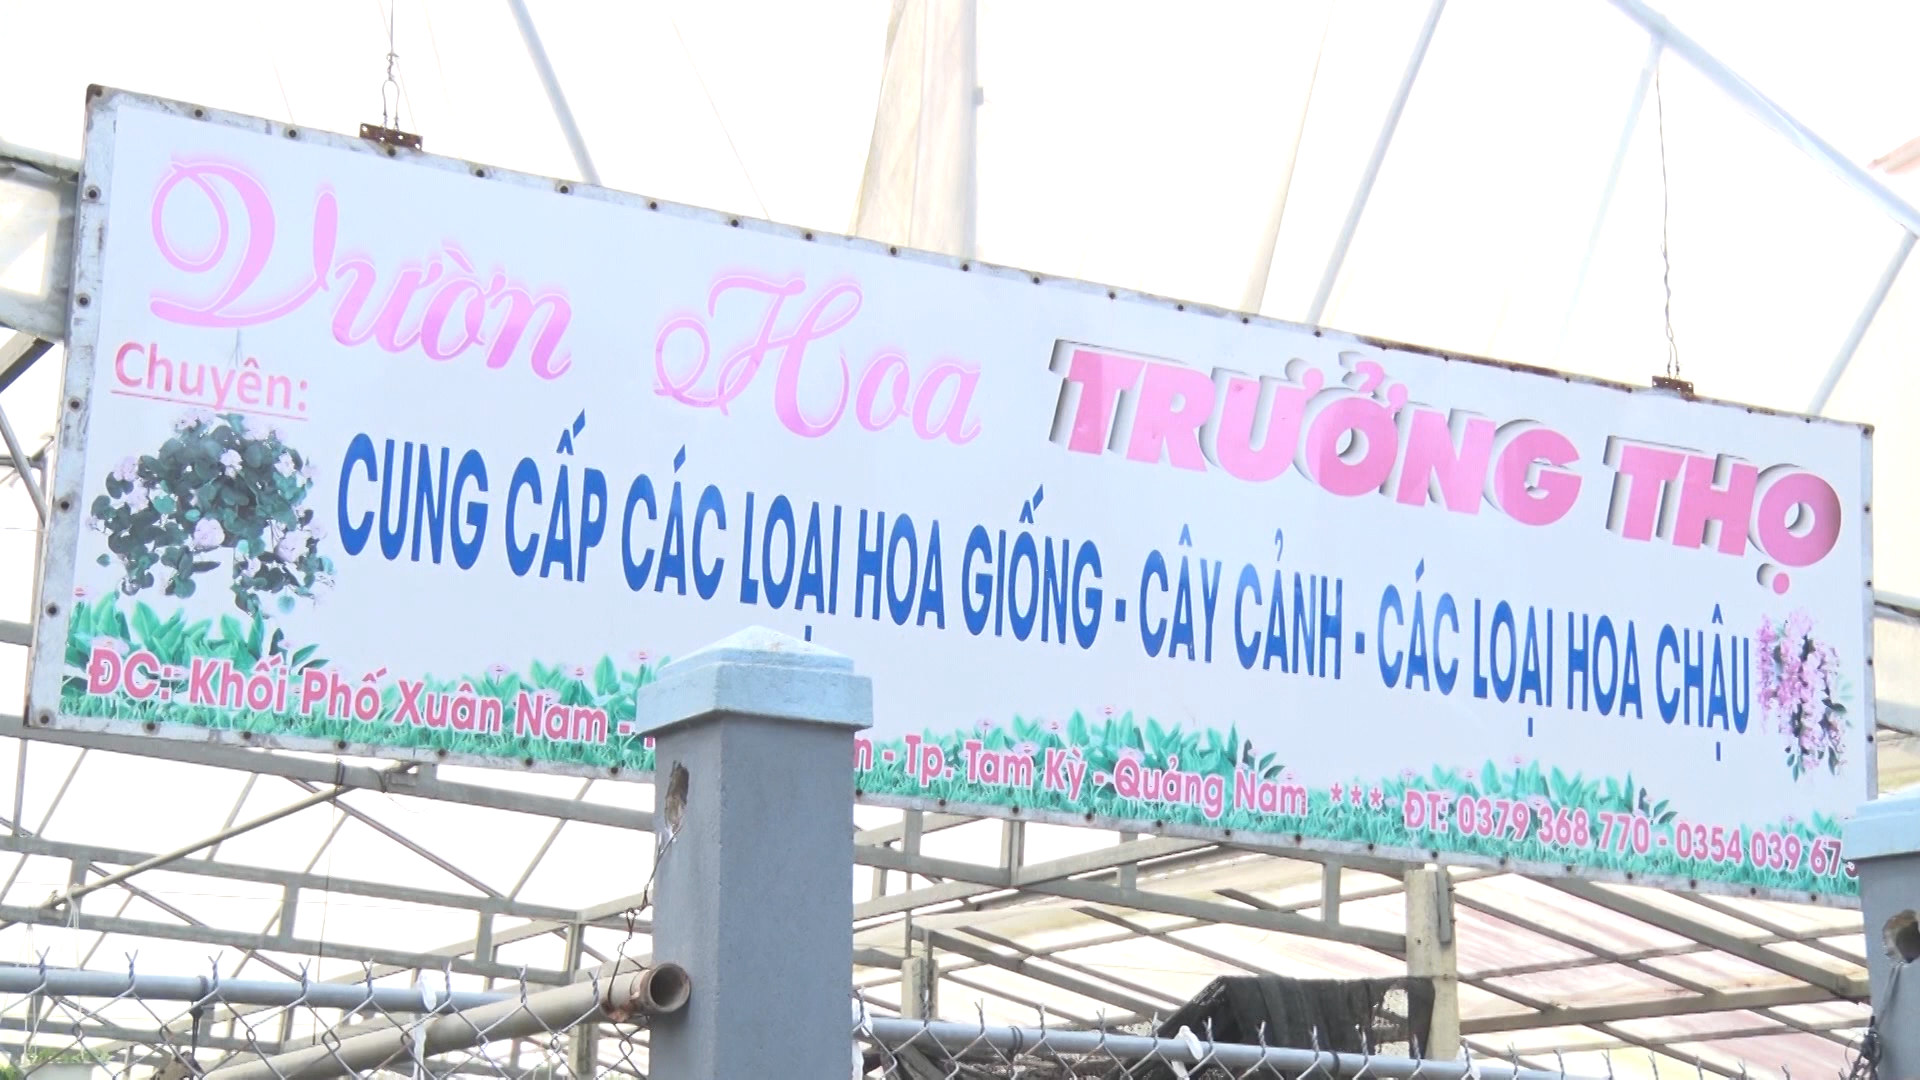 Vườn Hoa TRƯỞNG THỌ
Chuyên:
CUNG CẤP CÁC LOẠI HOA GIỐNG - CÂY CẢNH - CÁC LOẠI HOA CHẬU
ĐC: Khối Phố Xuân Nam - - Tp. Tam Kỳ - Quảng Nam *** ĐT: 0379 368 770 - 0354 039 67